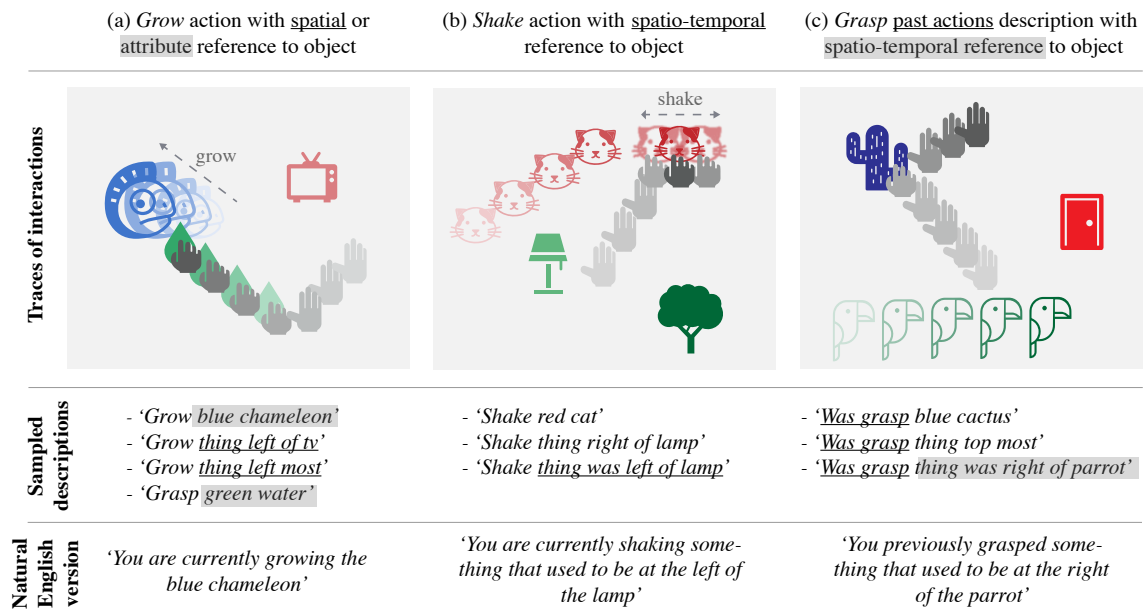 (a) Grow action with spatial or
attribute reference to object
(b) Shake action with spatio-temporal
reference to object
(c) Grasp past actions description with
spatio-temporal reference to object
Traces of interactions
grow
shake
Sampled
descriptions
- ‘Grow blue chameleon’
- ‘Grow thing left of tv’
- ‘Grow thing left most’
- ‘Grasp green water’
- ‘Shake red cat’
- ‘Shake thing right of lamp’
- ‘Shake thing was left of lamp’
- ‘Was grasp blue cactus’
- ‘Was grasp thing top most’
- ‘Was grasp thing was right of parrot’
Natural
English
version
‘You are currently growing the
blue chameleon’
‘You are currently shaking some-
thing that used to be at the left of
the lamp’
‘You previously grasped some-
thing that used to be at the right
of the parrot’